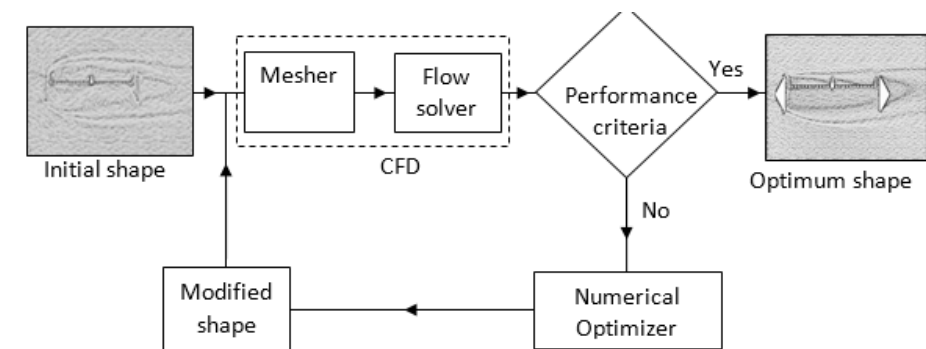 Initial shape
Mesher
Flow
solver
CFD
Performance
criteria
Yes
Optimum shape
No
Numerical
Optimizer
Modified
shape